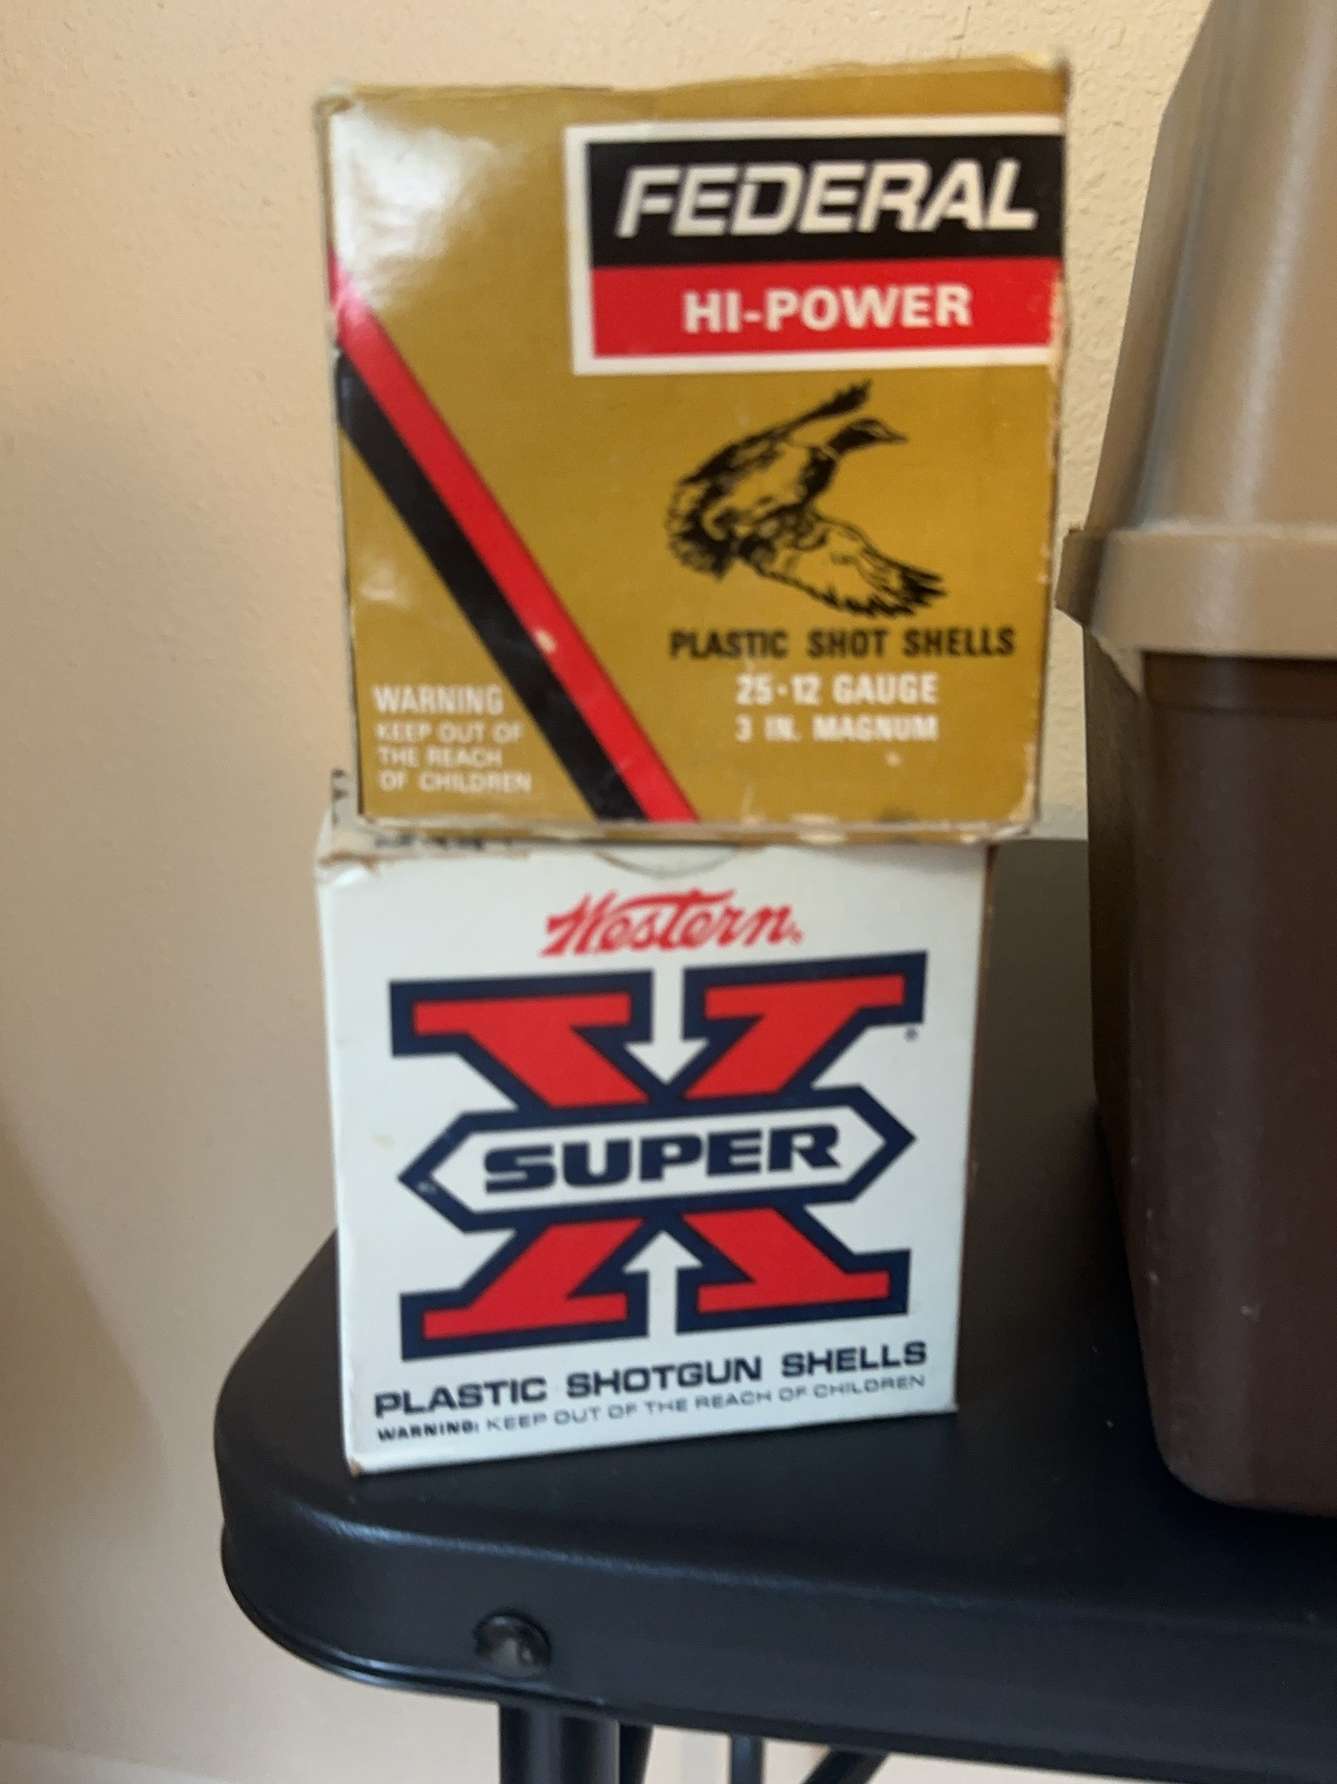 FEDERAL
HI-POWER
PLASTIC SHOT SHELLS
25·12 GAUGE
3 IN. MAGNUM
WARNING
KEEP OUT OF
THE REACH
OF CHILDREN
Western®
SUPER
X
PLASTIC SHOTGUN SHELLS
WARNING: KEEP OUT OF THE REACH OF CHILDREN